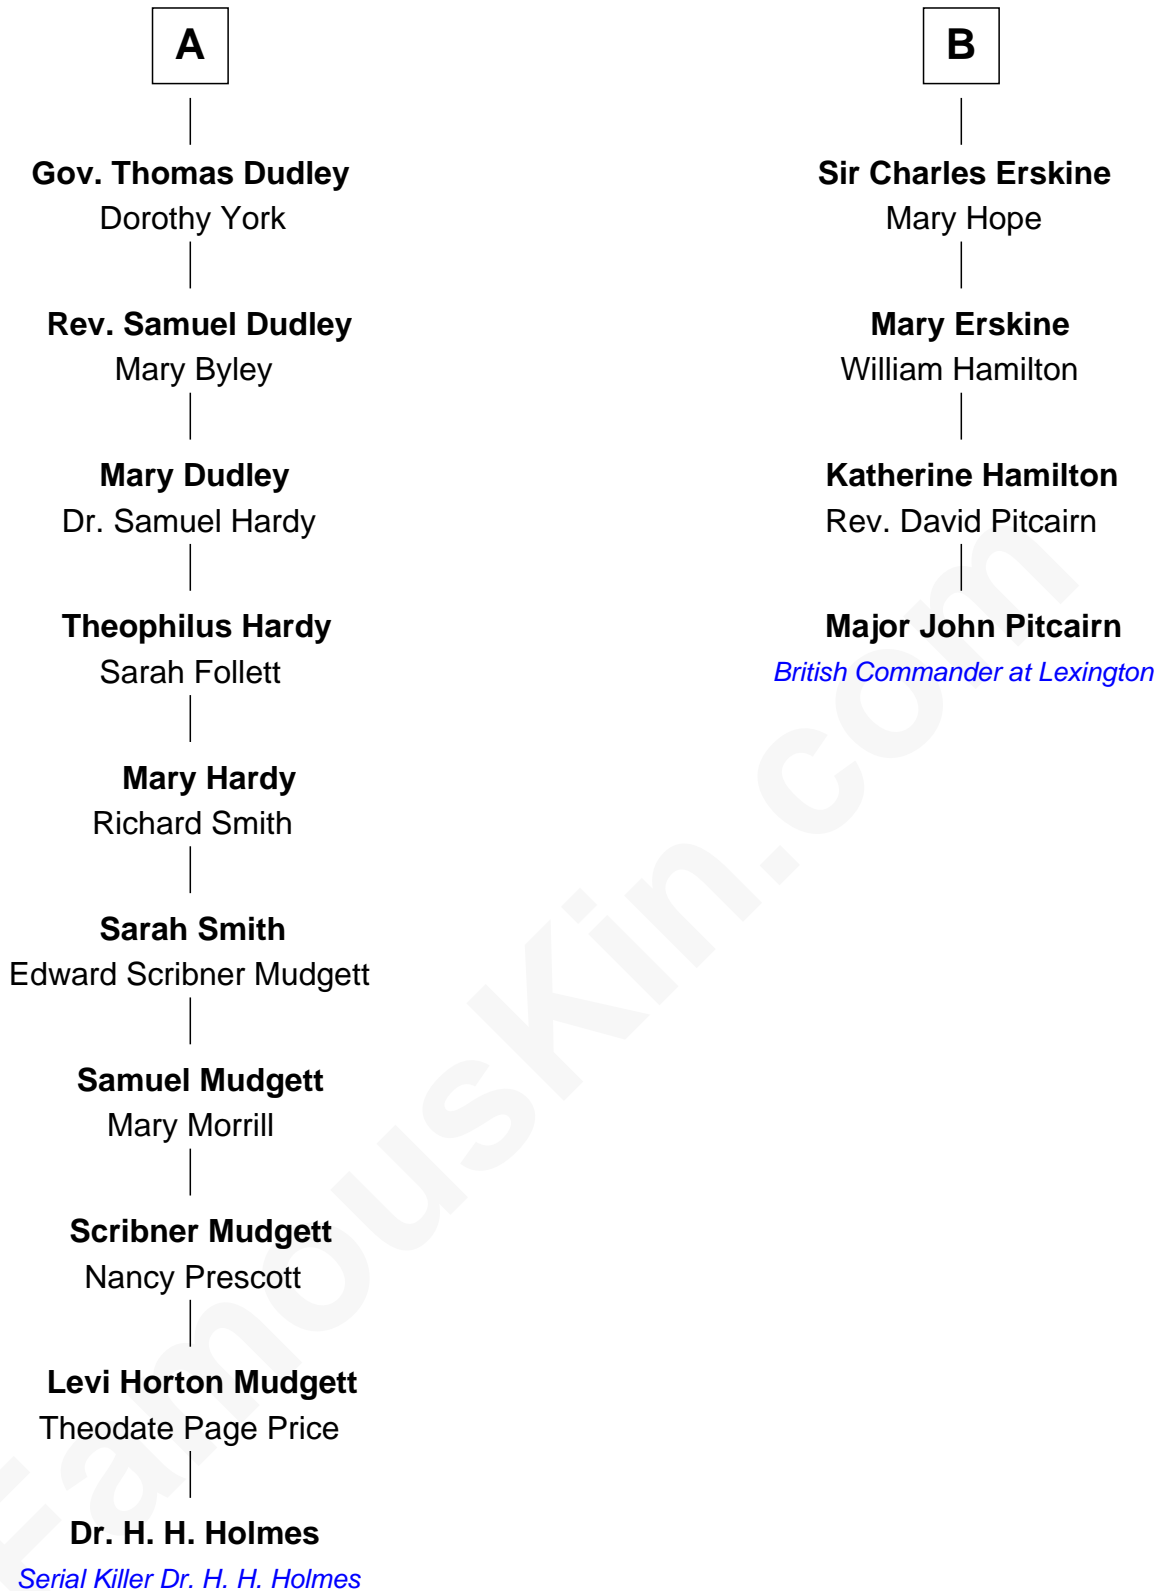 A
Gov. Thomas Dudley
Dorothy York
Rev. Samuel Dudley
Mary Byley
Mary Dudley
Dr. Samuel Hardy
Theophilus Hardy
Sarah Follett
Mary Hardy
Richard Smith
Sarah Smith
Edward Scribner Mudgett
Samuel Mudgett
Mary Morrill
Scribner Mudgett
Nancy Prescott
Levi Horton Mudgett
Theodate Page Price
Dr. H. H. Holmes
Serial Killer Dr. H. H. Holmes
B
Sir Charles Erskine
Mary Hope
Mary Erskine
William Hamilton
Katherine Hamilton
Rev. David Pitcairn
Major John Pitcairn
British Commander at Lexington
FamousKin.com